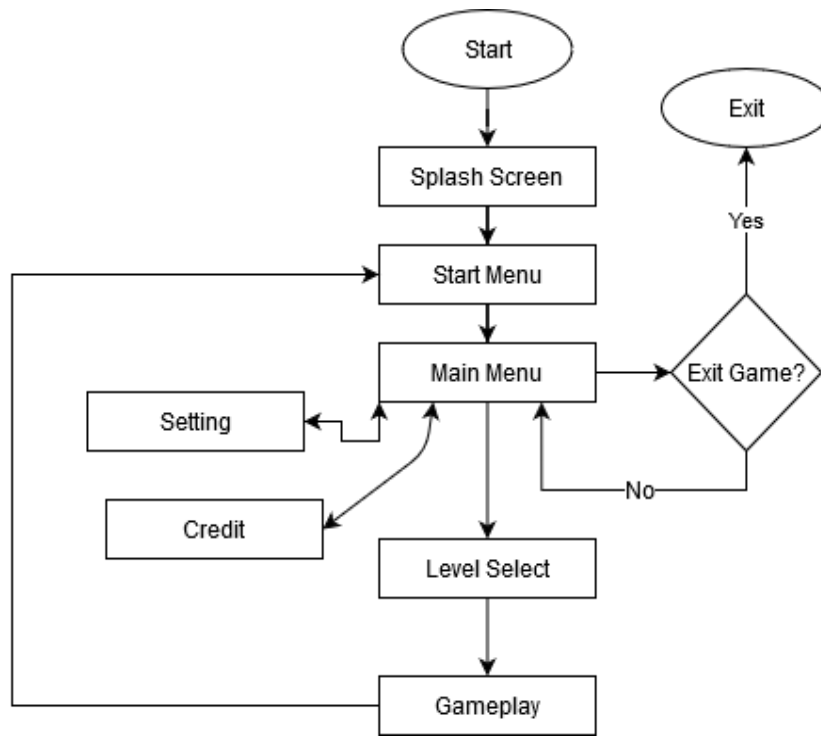 Start
Exit
Splash Screen
Yes
Start Menu
Main Menu
Exit Game?
Setting
No
Credit
Level Select
Gameplay